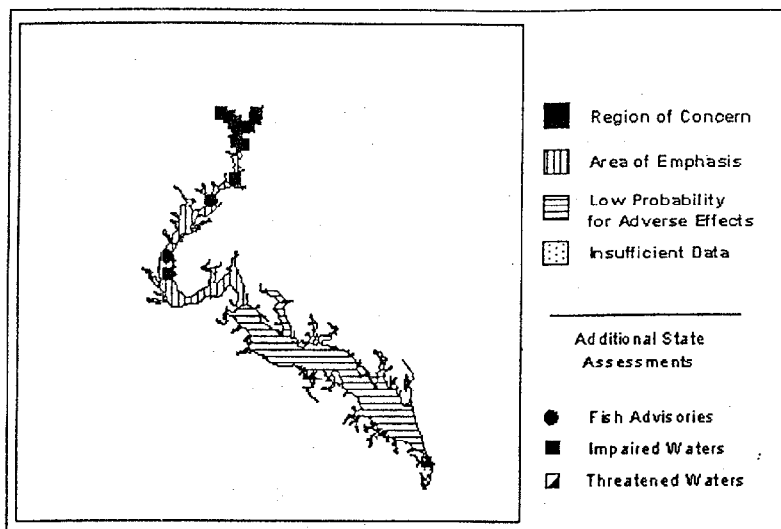 Region of Concern
Area of Emphasis
Low Probability
for Adverse Effects
Insufficient Data
Additional State
Assessments
Fish Advisories
Impaired Waters
Threatened Waters